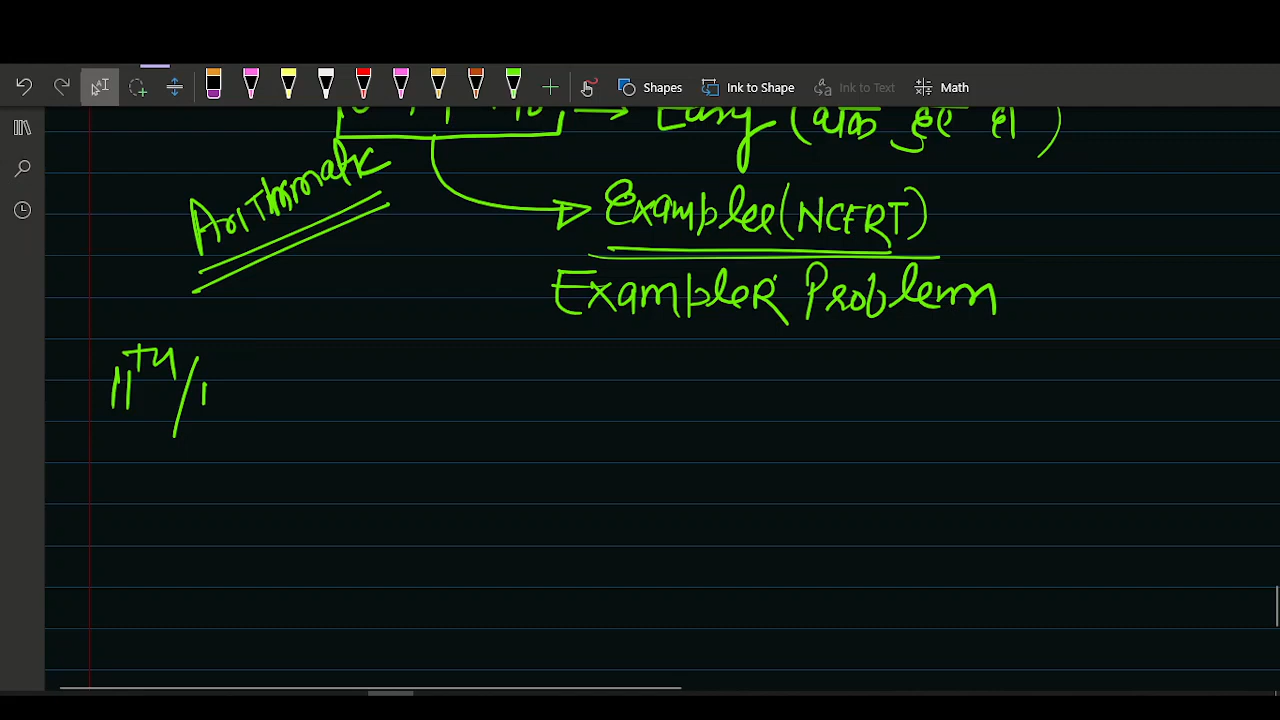 Shapes Ink to Shape Ink to Text Math
Easy (
Arithmatic
Exampler (NCERT)
Exampler Problem
11TH/1